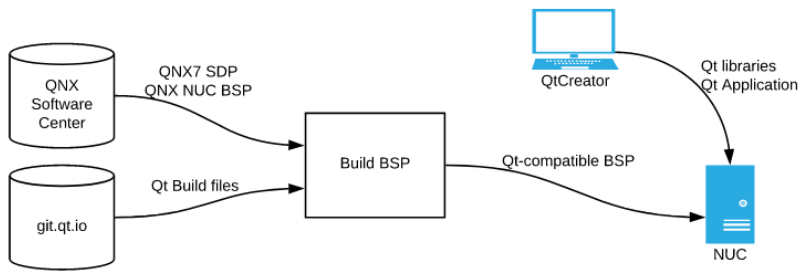 QNX
Software
Center
QNX7 SDP
QNX NUC BSP
git.qt.io
Qt Build files
Build BSP
Qt-compatible BSP
QtCreator
Qt libraries
Qt Application
NUC